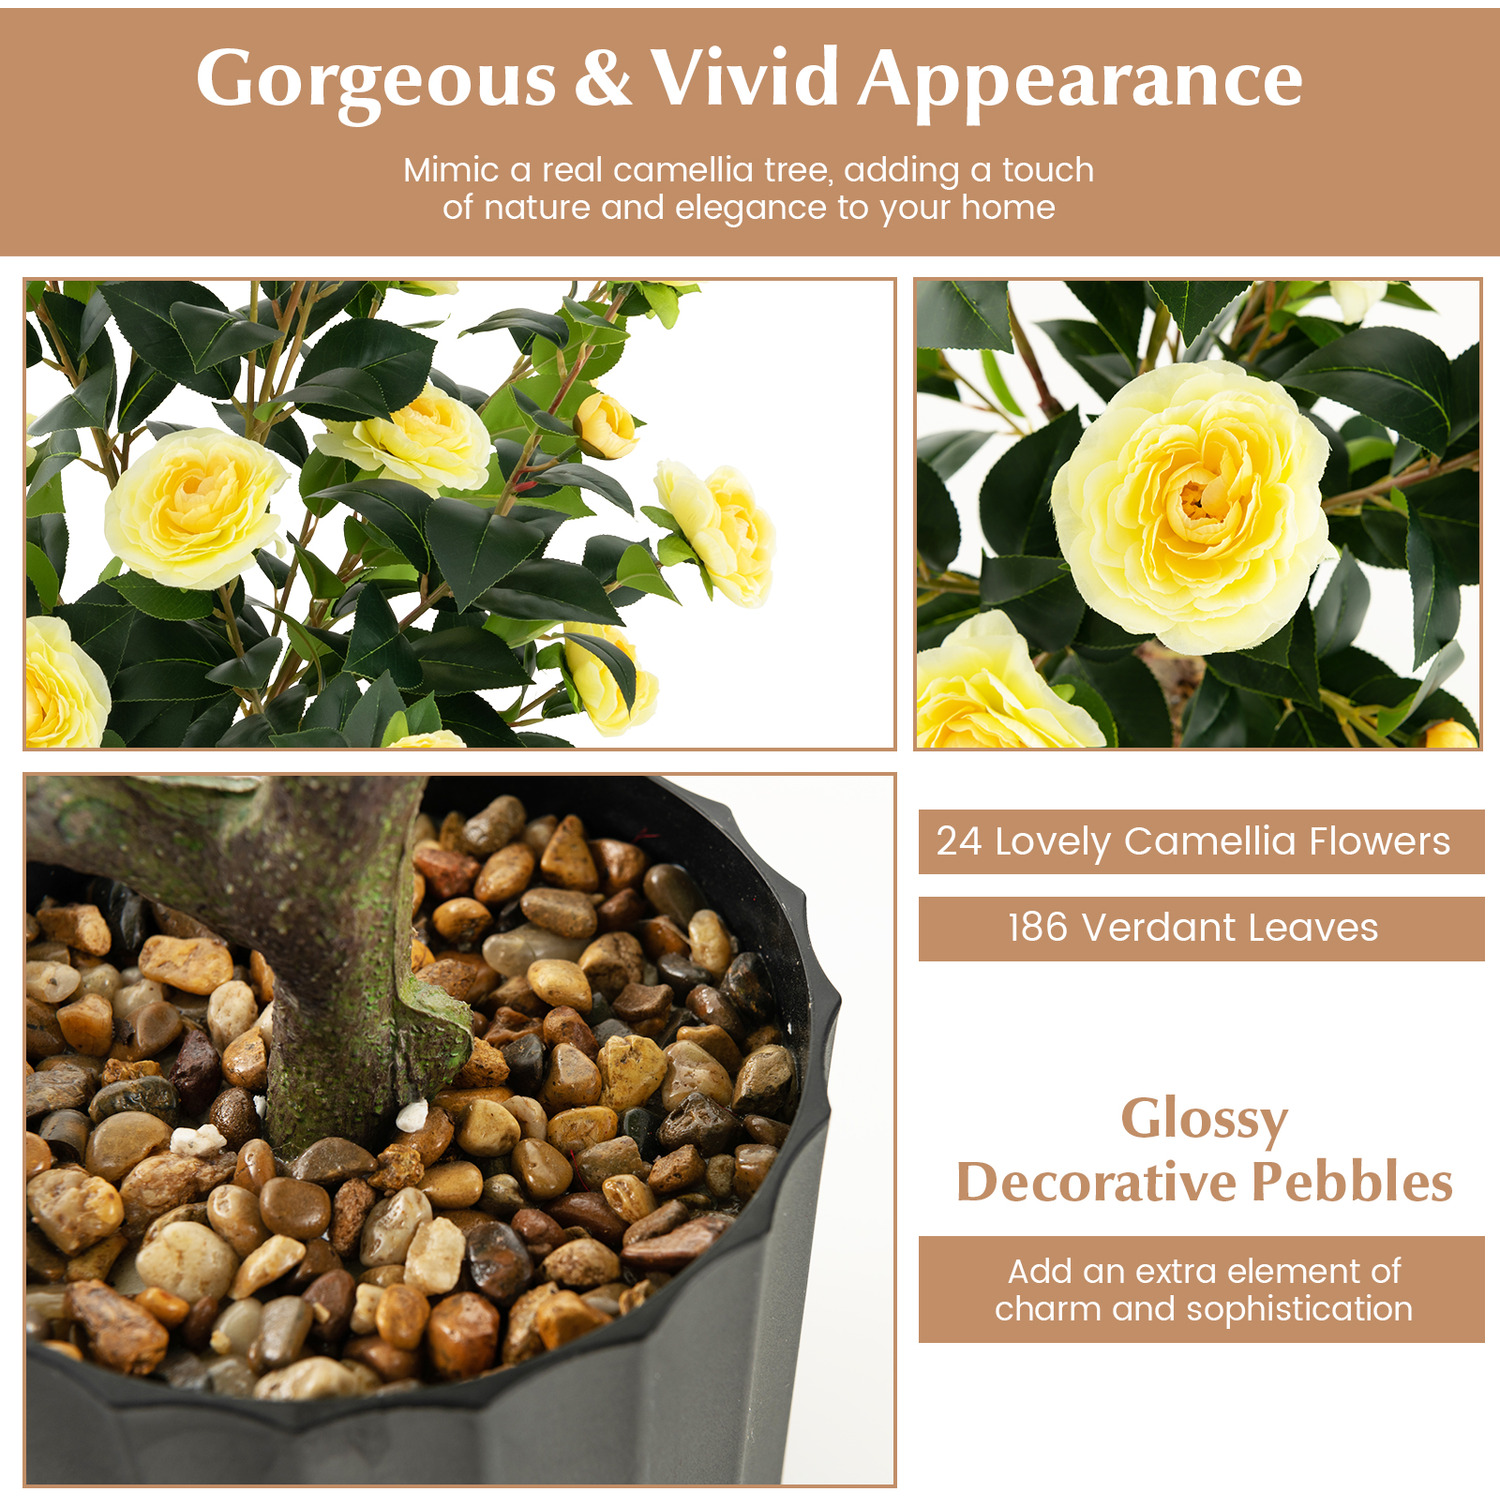 Gorgeous & Vivid Appearance
Mimic a real camellia tree, adding a touch
of nature and elegance to your home
24 Lovely Camellia Flowers
186 Verdant Leaves
Glossy
Decorative Pebbles
Add an extra element of
charm and sophistication